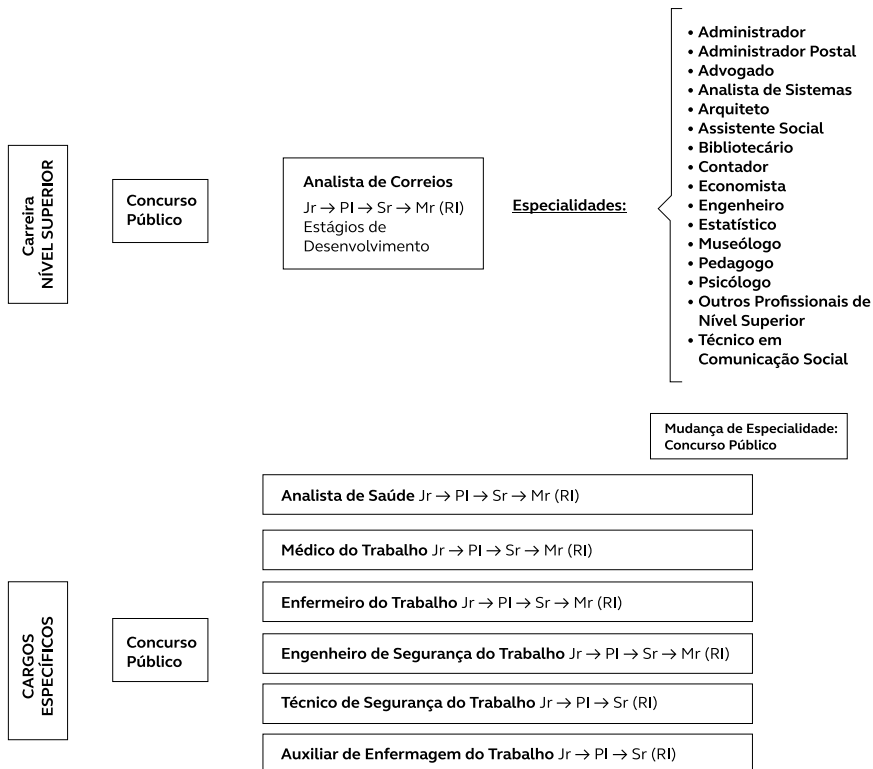 Carreira
NÍVEL SUPERIOR
Concurso
Público
Analista de Correios
Jr → Pl → Sr → Mr (RI)
Estágios de
Desenvolvimento
Especialidades:
• Administrador
• Administrador Postal
• Advogado
• Analista de Sistemas
• Arquiteto
• Assistente Social
• Bibliotecário
• Contador
• Economista
• Engenheiro
• Estatístico
• Museólogo
• Pedagogo
• Psicólogo
• Outros Profissionais de
Nível Superior
• Técnico em
Comunicação Social
Mudança de Especialidade:
Concurso Público
CARGOS
ESPECÍFICOS
Concurso
Público
Analista de Saúde Jr → Pl → Sr → Mr (RI)
Médico do Trabalho Jr → Pl → Sr → Mr (RI)
Enfermeiro do Trabalho Jr → Pl → Sr → Mr (RI)
Engenheiro de Segurança do Trabalho Jr → Pl → Sr → Mr (RI)
Técnico de Segurança do Trabalho Jr → Pl → Sr (RI)
Auxiliar de Enfermagem do Trabalho Jr → Pl → Sr (RI)